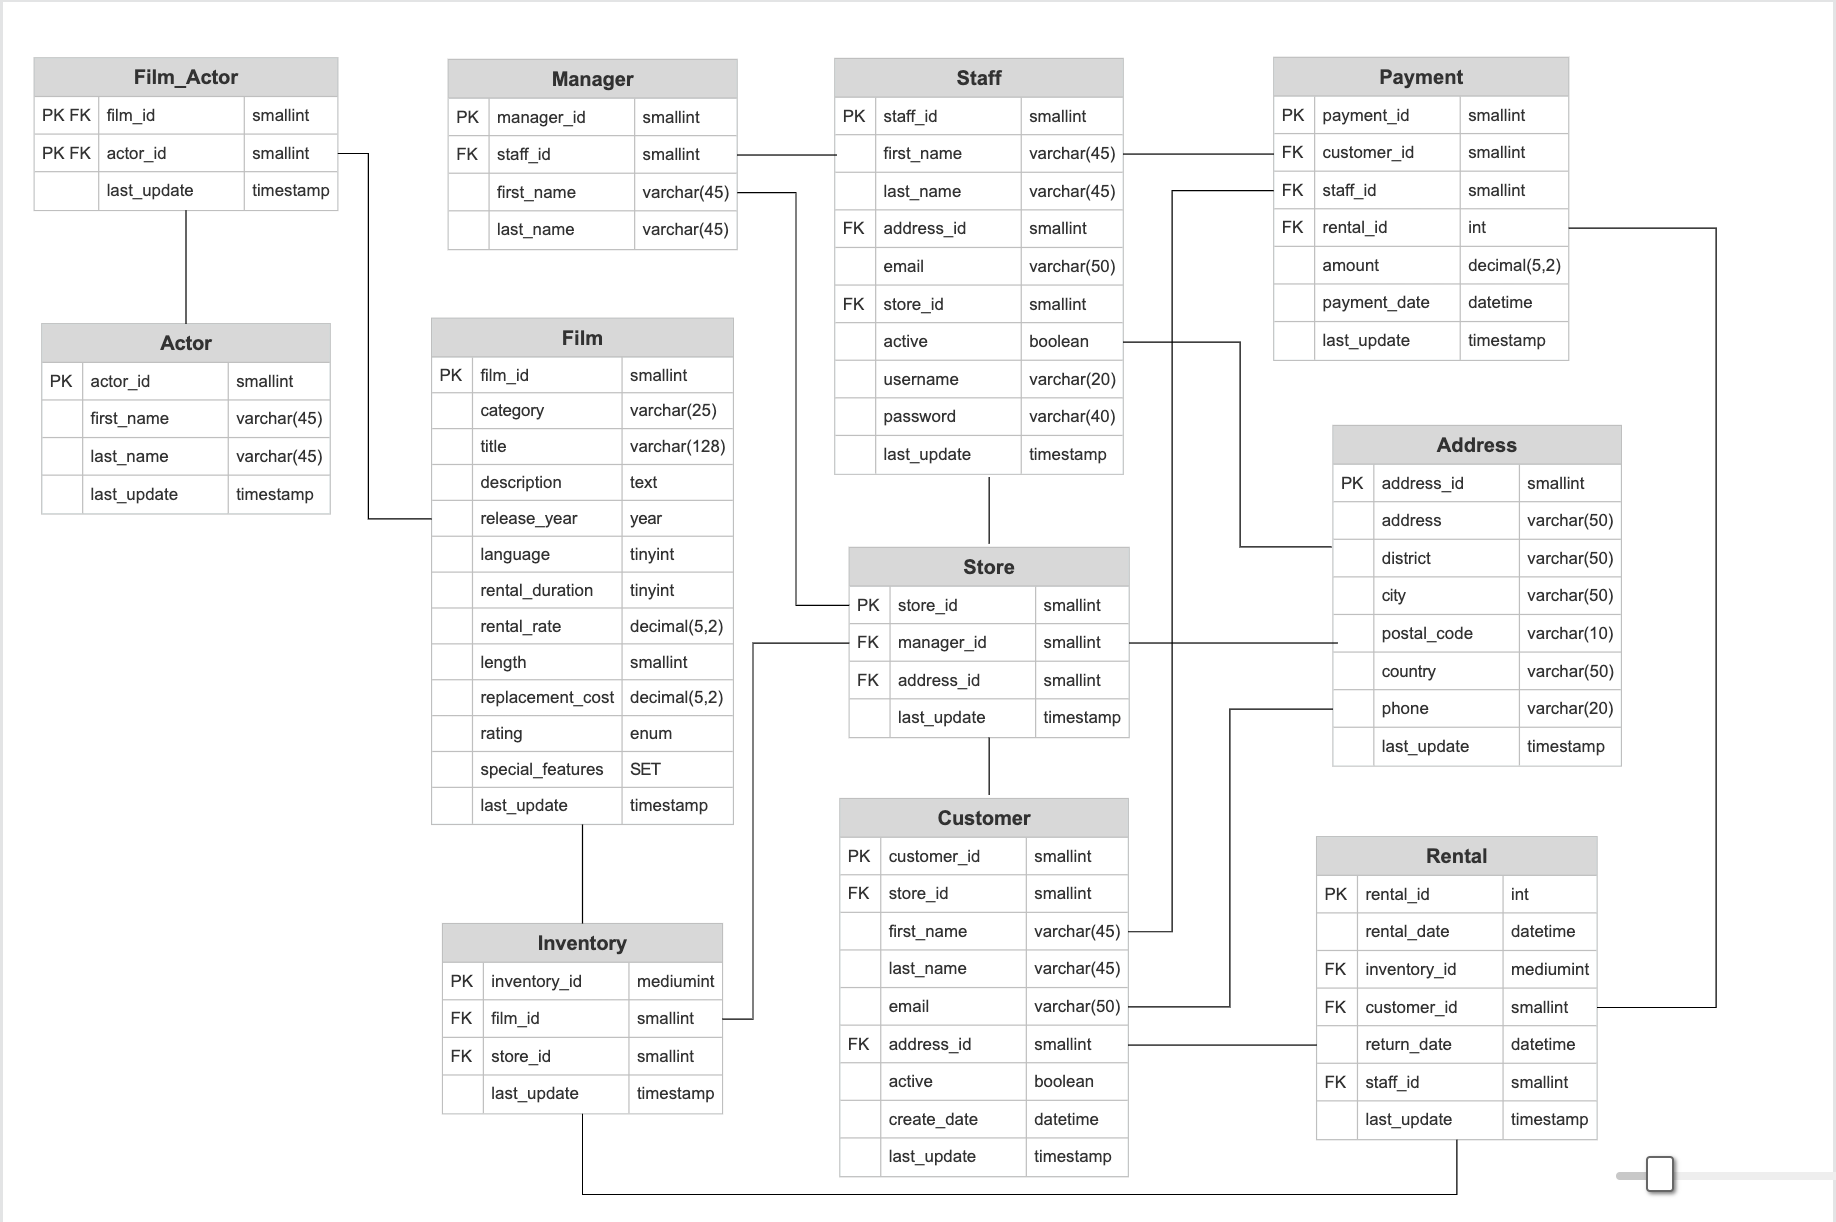 Film_Actor
PK FK film_id smallint
PK FK actor_id smallint
last_update timestamp
Manager
PK manager_id smallint
FK staff_id smallint
first_name varchar(45)
last_name varchar(45)
Staff
PK staff_id smallint
first_name varchar(45)
last_name varchar(45)
FK address_id smallint
email varchar(50)
FK store_id smallint
active boolean
username varchar(20)
password varchar(40)
last_update timestamp
Payment
PK payment_id smallint
FK customer_id smallint
FK staff_id smallint
FK rental_id int
amount decimal(5,2)
payment_date datetime
last_update timestamp
Actor
PK actor_id smallint
first_name varchar(45)
last_name varchar(45)
last_update timestamp
Film
PK film_id smallint
category varchar(25)
title varchar(128)
description text
release_year year
language tinyint
rental_duration tinyint
rental_rate decimal(5,2)
length smallint
replacement_cost decimal(5,2)
rating enum
special_features SET
last_update timestamp
Address
PK address_id smallint
address varchar(50)
district varchar(50)
city varchar(50)
postal_code varchar(10)
country varchar(50)
phone varchar(20)
last_update timestamp
Store
PK store_id smallint
FK manager_id smallint
FK address_id smallint
last_update timestamp
Customer
PK customer_id smallint
FK store_id smallint
first_name varchar(45)
last_name varchar(45)
email varchar(50)
FK address_id smallint
active boolean
create_date datetime
last_update timestamp
Rental
PK rental_id int
rental_date datetime
FK inventory_id mediumint
FK customer_id smallint
return_date datetime
FK staff_id smallint
last_update timestamp
Inventory
PK inventory_id mediumint
FK film_id smallint
FK store_id smallint
last_update timestamp